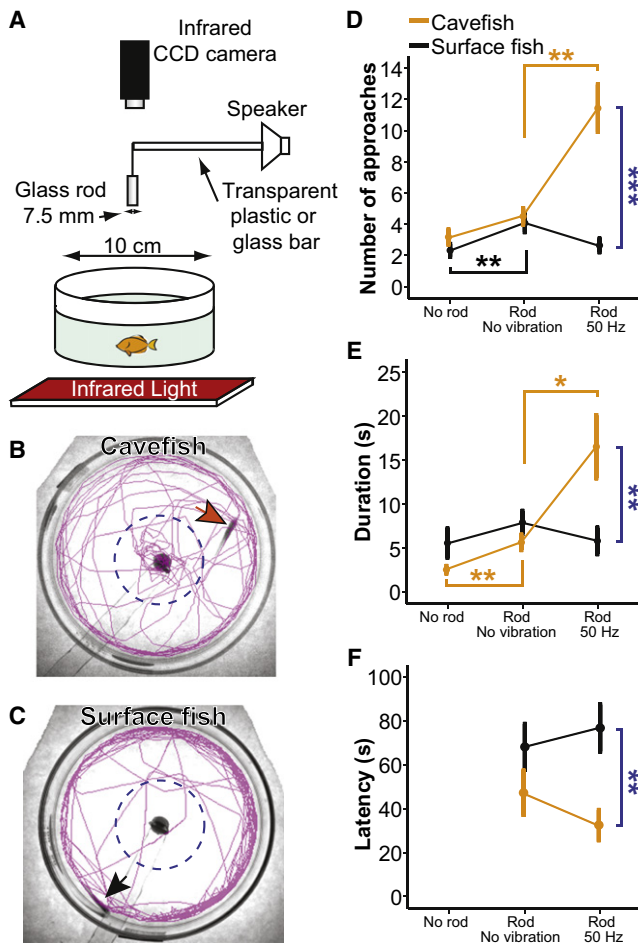 A
Infrared
CCD camera
Speaker
Glass rod
7.5 mm
Transparent
plastic or
glass bar
10 cm
Infrared Light
B
Cavefish
C
Surface fish
D
Cavefish
Surface fish
**
14
12
10
8
6
4
2
0
Number of approaches
***
**
No rod
Rod
No vibration
Rod
50 Hz
E
*
25
20
15
10
5
0
Duration (s)
**
**
No rod
Rod
No vibration
Rod
50 Hz
F
100
80
60
40
20
0
Latency (s)
**
No rod
Rod
No vibration
Rod
50 Hz